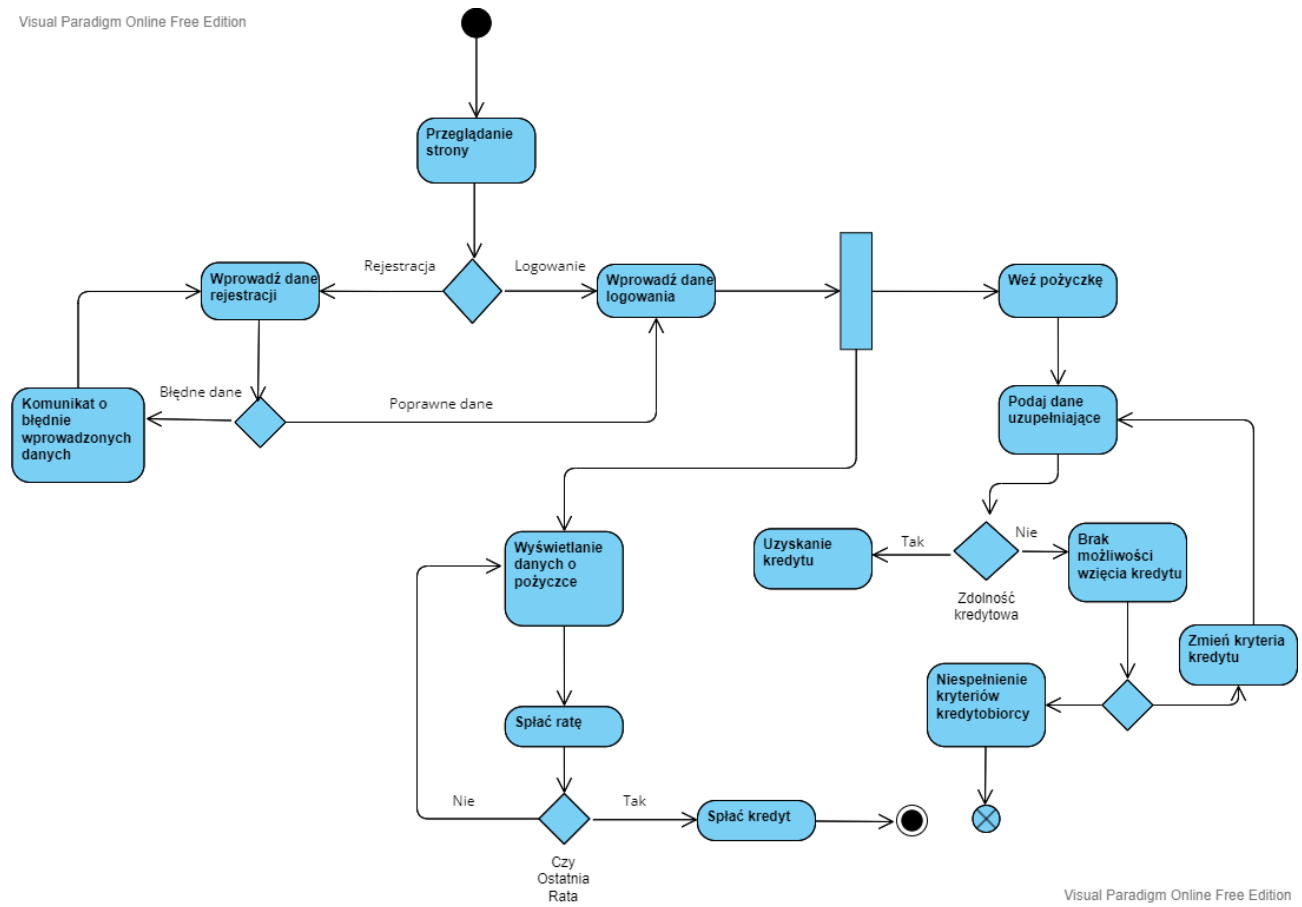 Visual Paradigm Online Free Edition
Przeglądanie
strony
Rejestracja
Logowanie
Wprowadź dane
rejestracji
Wprowadź dane
logowania
Weź pożyczkę
Błędne dane
Poprawne dane
Komunikat o
błędnie
wprowadzonych
danych
Podaj dane
uzupełniające
Wyświetlanie
danych o
pożyczce
Uzyskanie
kredytu
Tak
Nie
Zdolność
kredytowa
Brak
możliwości
wzięcia kredytu
Zmień kryteria
kredytu
Niespełnienie
kryteriów
kredytobiorcy
Spłać ratę
Nie
Tak
Spłać kredyt
Czy
Ostatnia
Rata
Visual Paradigm Online Free Edition